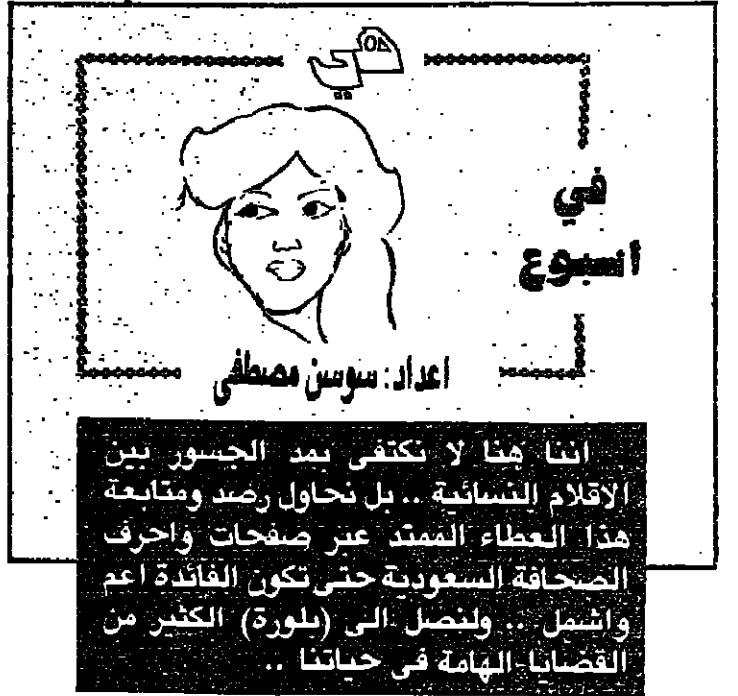 هي
في
اسبوع
اعداد: سوسن مصطفى
اننا هنا لا نكتفى بمد الجسور بين
الاقلام النسائية .. بل نحاول رصد ومتابعة
هذا العطاء الممتد عبر صفحات واحرف
الصحافة السعودية حتى تكون الفائدة اعم
واشمل .. ولنصل الى (بلورة) الكثير من
القضايا الهامة فى حياتنا ..